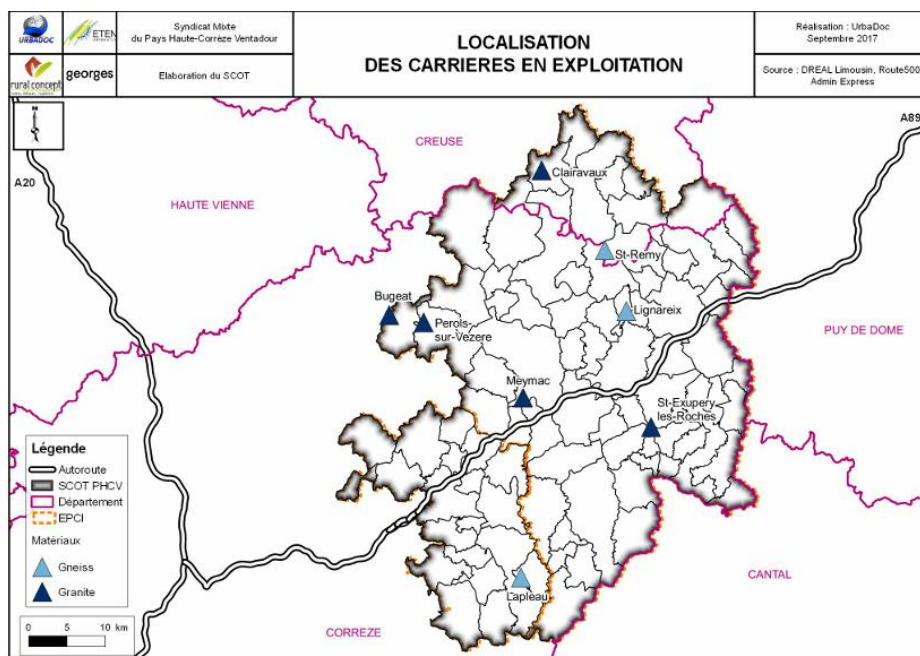 URBADOC
ETEN
Syndicat Mixte
du Pays Haute-Corrèze Ventadour
rural concept
georges
Elaboration du SCOT
LOCALISATION
DES CARRIERES EN EXPLOITATION
Réalisation : UrbaDoc
Septembre 2017
Source : DREAL Limousin, Route500
Admin Express
N
A89
CREUSE
Clairavaux
A20
HAUTE VIENNE
St-Remy
Bugeat
Lignareix
Perols-
sur-Vezere
PUY DE DOME
Meymac
St-Exupery
les-Roches
Légende
Autoroute
SCOT PHCV
Département
EPCI
Matériaux
Gneiss
Granite
CANTAL
Lapleau
0 5 10 km
CORREZE